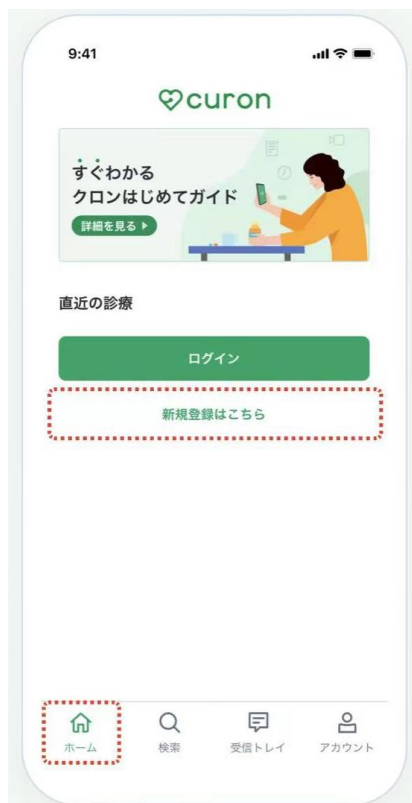 9:41
curon
すぐわかる
クロンはじめてガイド
詳細を見る
直近の診療
ログイン
新規登録はこちら
ホーム 検索 受信トレイ アカウント